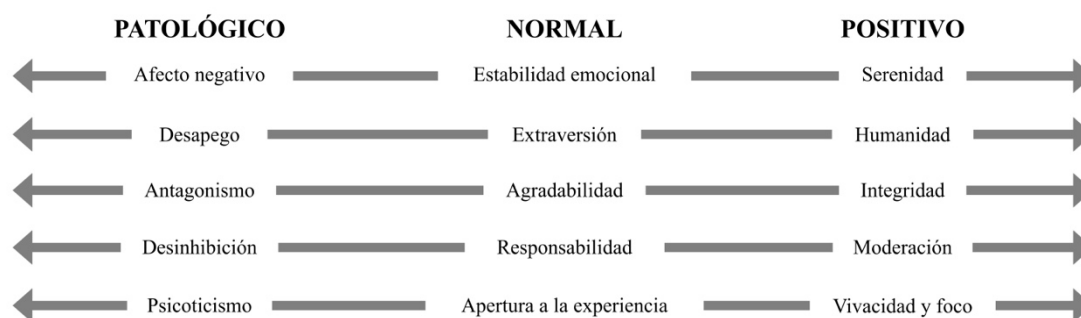 PATOLÓGICO NORMAL POSITIVO
Afecto negativo Estabilidad emocional Serenidad
Desapego Extraversión Humanidad
Antagonismo Agradabilidad Integridad
Desinhibición Responsabilidad Moderación
Psicoticismo Apertura a la experiencia Vivacidad y foco